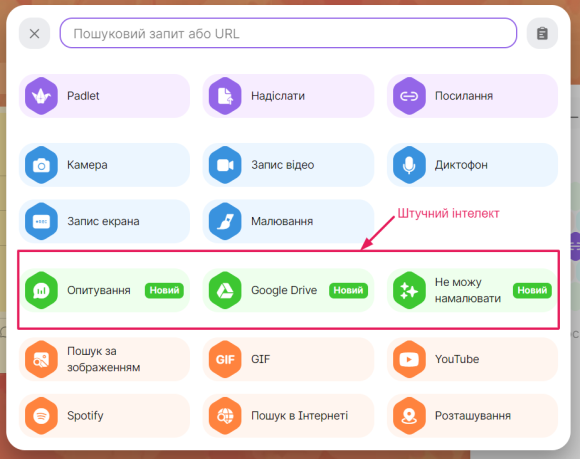 Пошуковий запит або URL
Padlet
Надіслати
Посилання
Камера
Запис відео
Диктофон
Запис екрана
Малювання
Штучний інтелект
Опитування Новий
Google Drive Новий
Не можу
намалювати Новий
Пошук за
зображенням
GIF GIF
YouTube
Spotify
Пошук в Інтернеті
Розташування